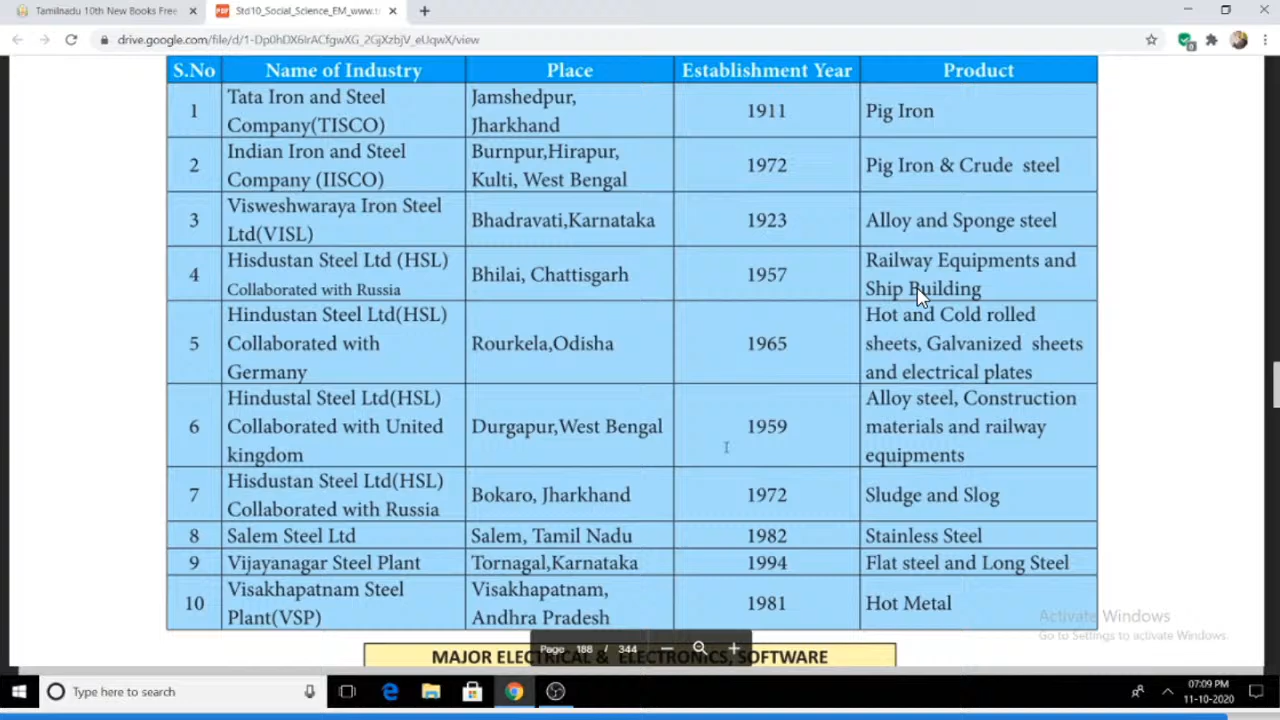 Tamilnadu 10th New Books Free
Std10_Social_Science_EM_www.t
drive.google.com/file/d/1-Dp0hDX6IrACfgwXG_2GjXzbjV_eUqwX/view
S.No Name of Industry Place Establishment Year Product
1 Tata Iron and Steel Company(TISCO) Jamshedpur, Jharkhand 1911 Pig Iron
2 Indian Iron and Steel Company (IISCO) Burnpur,Hirapur, Kulti, West Bengal 1972 Pig Iron & Crude steel
3 Visweshwaraya Iron Steel Ltd(VISL) Bhadravati,Karnataka 1923 Alloy and Sponge steel
4 Hisdustan Steel Ltd (HSL) Collaborated with Russia Bhilai, Chattisgarh 1957 Railway Equipments and Ship Building
5 Hindustan Steel Ltd(HSL) Collaborated with Germany Rourkela,Odisha 1965 Hot and Cold rolled sheets, Galvanized sheets and electrical plates
6 Hindustal Steel Ltd(HSL) Collaborated with United kingdom Durgapur,West Bengal 1959 Alloy steel, Construction materials and railway equipments
7 Hisdustan Steel Ltd(HSL) Collaborated with Russia Bokaro, Jharkhand 1972 Sludge and Slog
8 Salem Steel Ltd Salem, Tamil Nadu 1982 Stainless Steel
9 Vijayanagar Steel Plant Tornagal,Karnataka 1994 Flat steel and Long Steel
10 Visakhapatnam Steel Plant(VSP) Visakhapatnam, Andhra Pradesh 1981 Hot Metal
Activate Windows
Go to Settings to activate Windows.
Page 188 / 344
MAJOR ELECTRICAL & ELECTRONICS, SOFTWARE
Type here to search
07:09 PM
11-10-2020